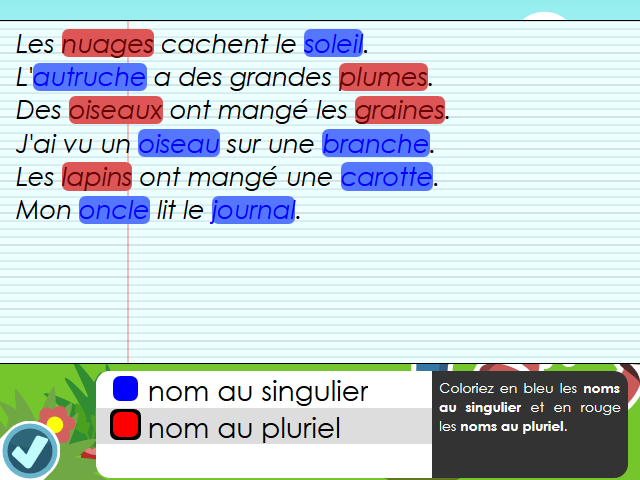 Les nuages cachent le soleil.
L'autruche a des grandes plumes.
Des oiseaux ont mangé les graines.
J'ai vu un oiseau sur une branche.
Les lapins ont mangé une carotte.
Mon oncle lit le journal.
nom au singulier
nom au pluriel
Coloriez en bleu les noms
au singulier et en rouge
les noms au pluriel.